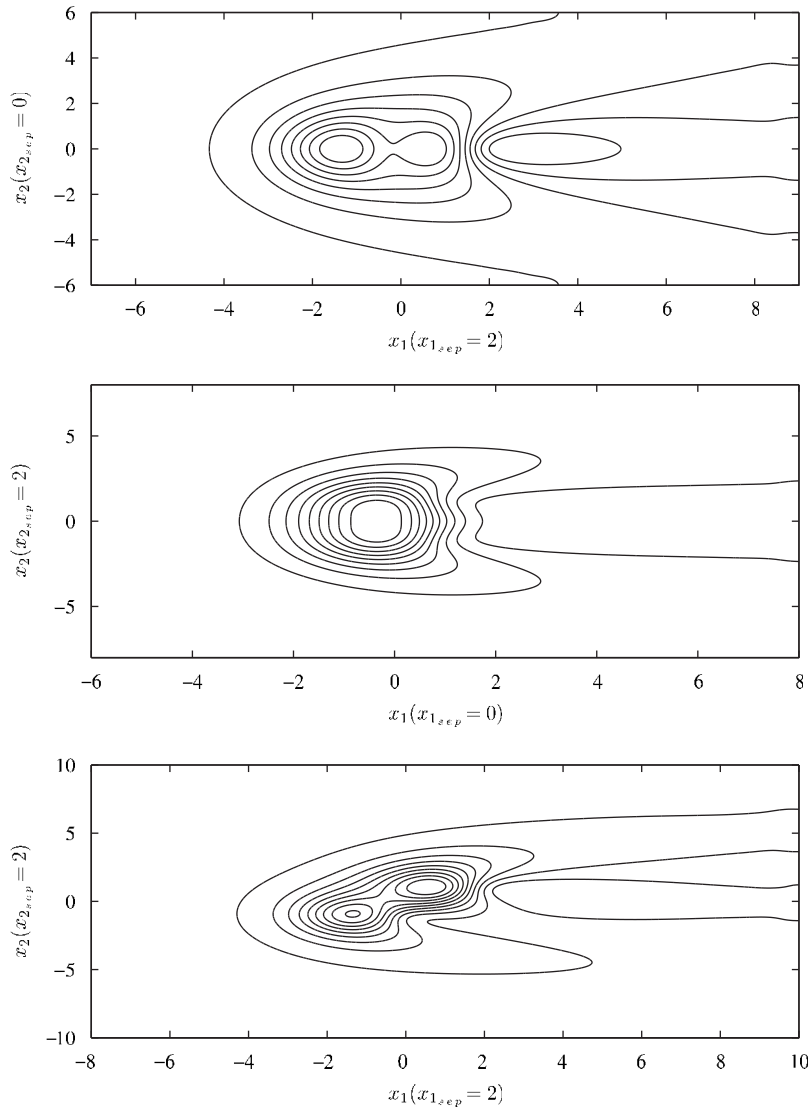 6
4
2
0
−2
−4
−6
x₂(x₂ₛₑₚ = 0)
−6 −4 −2 0 2 4 6 8
x₁(x₁ₛₑₚ = 2)
5
0
−5
x₂(x₂ₛₑₚ = 2)
−6 −4 −2 0 2 4 6 8
x₁(x₁ₛₑₚ = 0)
10
5
0
−5
−10
x₂(x₂ₛₑₚ = 2)
−8 −6 −4 −2 0 2 4 6 8 10
x₁(x₁ₛₑₚ = 2)